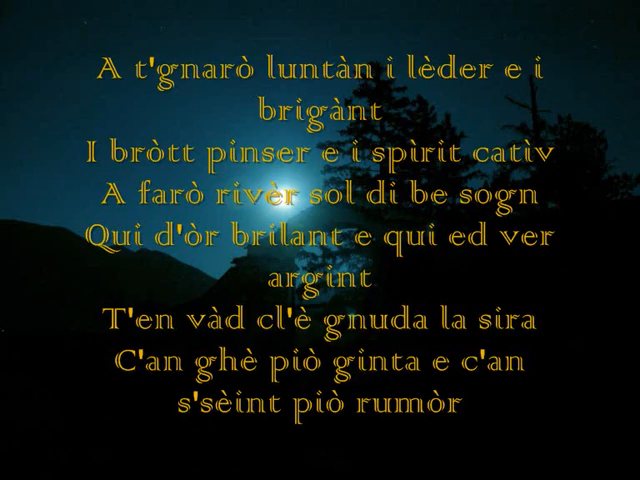 A t'gnarò luntàn i lèder e i
brigànt
I bròtt pinser e i spìrit catìv
A farò rivèr sol di be sogn
Qui d'òr brilant e qui ed ver
argint
T'en vàd cl'è gnuda la sira
C'an ghè piò ginta e c'an
s'sèint piò rumòr